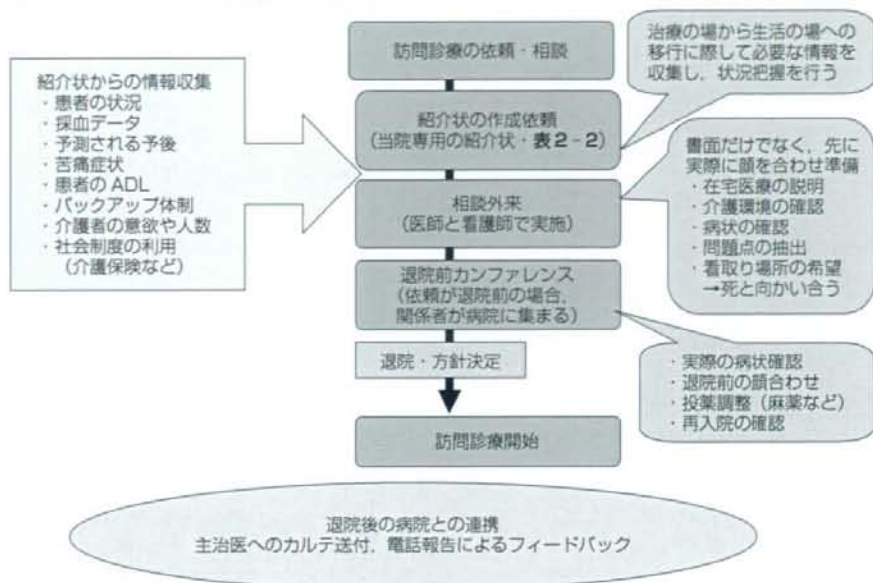 訪問診療の依頼・相談
治療の場から生活の場への
移行に際して必要な情報を
収集し，状況把握を行う
紹介状からの情報収集
・患者の状況
・採血データ
・予測される予後
・苦痛症状
・患者の ADL
・バックアップ体制
・介護者の意欲や人数
・社会制度の利用
（介護保険など）
紹介状の作成依頼
（当院専用の紹介状・表２-２）
書面だけでなく，先に
実際に顔を合わせ準備
・在宅医療の説明
・介護環境の確認
・病状の確認
・問題点の抽出
・看取り場所の希望
→死と向かい合う
相談外来
（医師と看護師で実施）
退院前カンファレンス
（依頼が退院前の場合，
関係者が病院に集まる）
・実際の病状確認
・退院前の顔合わせ
・投薬調整（麻薬など）
・再入院の確認
退院・方針決定
訪問診療開始
退院後の病院との連携
主治医へのカルテ送付，電話報告によるフィードバック